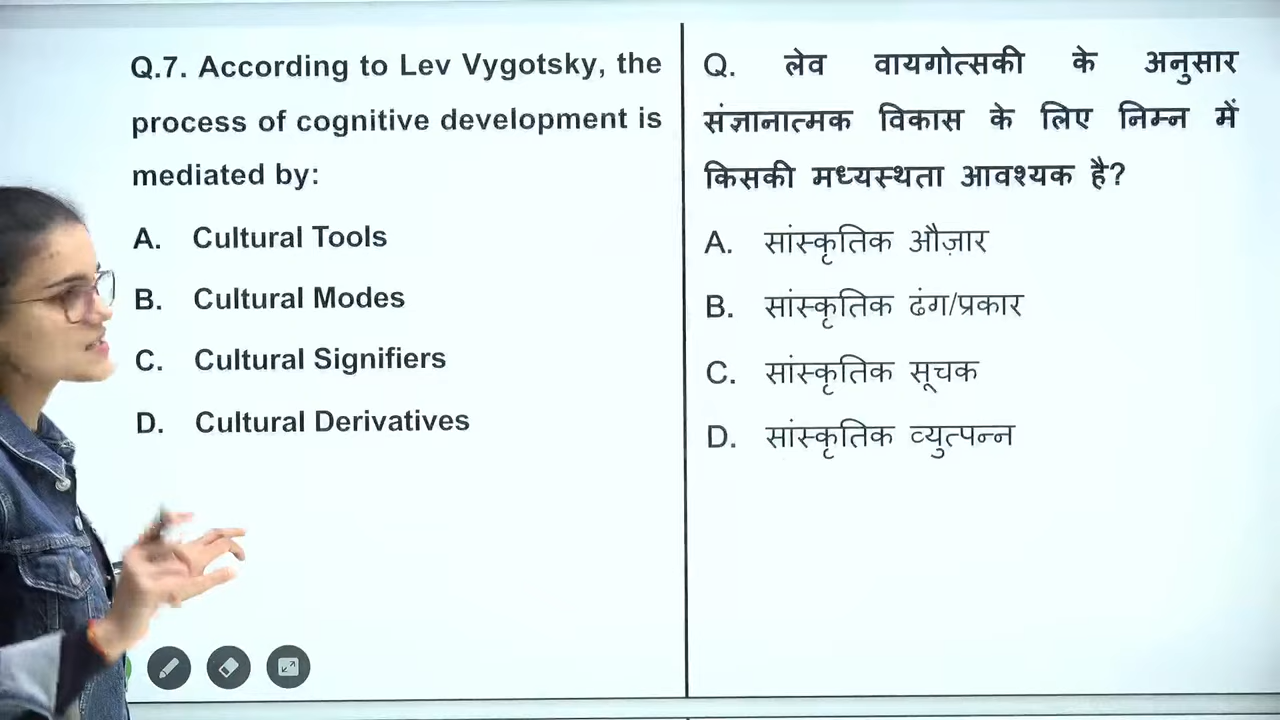 Q.7. According to Lev Vygotsky, the
process of cognitive development is
mediated by:
A. Cultural Tools
B. Cultural Modes
C. Cultural Signifiers
D. Cultural Derivatives
Q. लेव वायगोत्सकी के अनुसार
संज्ञानात्मक विकास के लिए निम्न में
किसकी मध्यस्थता आवश्यक है?
A. सांस्कृतिक औज़ार
B. सांस्कृतिक ढंग/प्रकार
C. सांस्कृतिक सूचक
D. सांस्कृतिक व्युत्पन्न